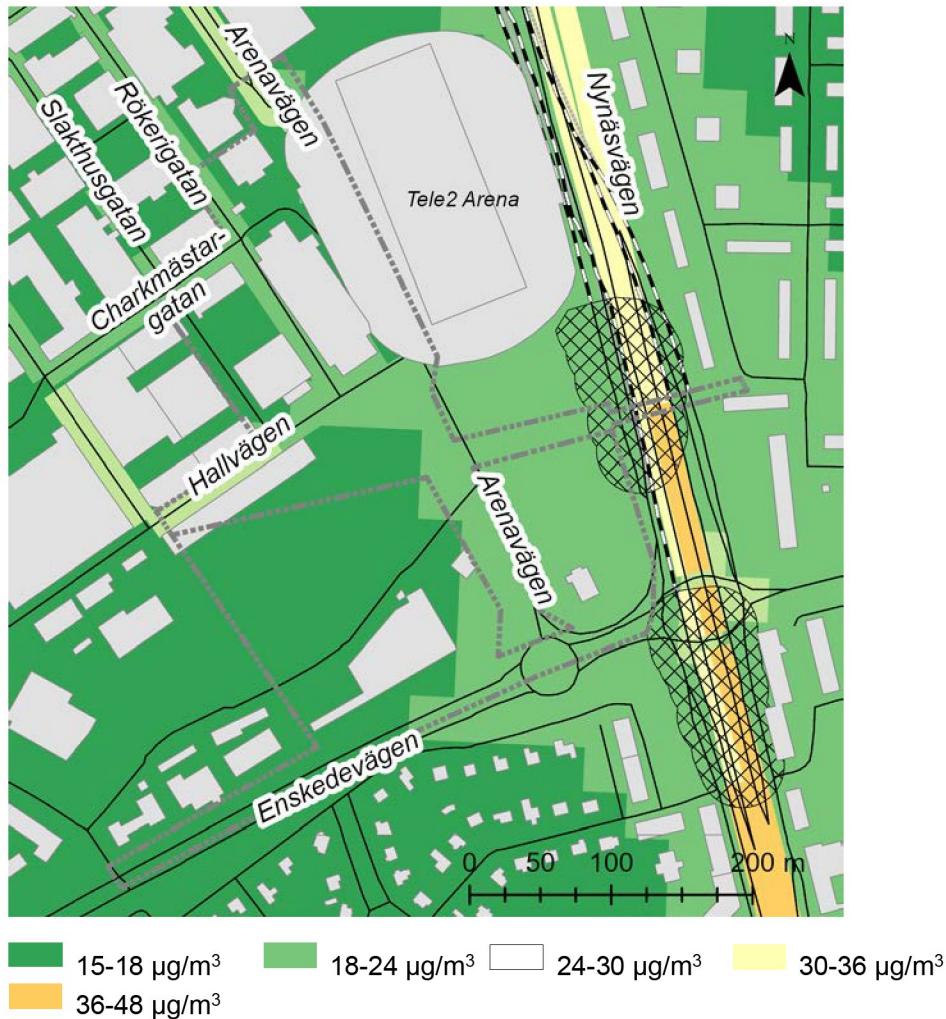 Arenavägen
Nynäsvägen
Rökerigatan
Slakthusgatan
Tele2 Arena
Charkmästar-
gatan
Hallvägen
Arenavägen
Enskedevägen
N
0 50 100 200 m
15-18 µg/m³ 18-24 µg/m³ 24-30 µg/m³ 30-36 µg/m³
36-48 µg/m³